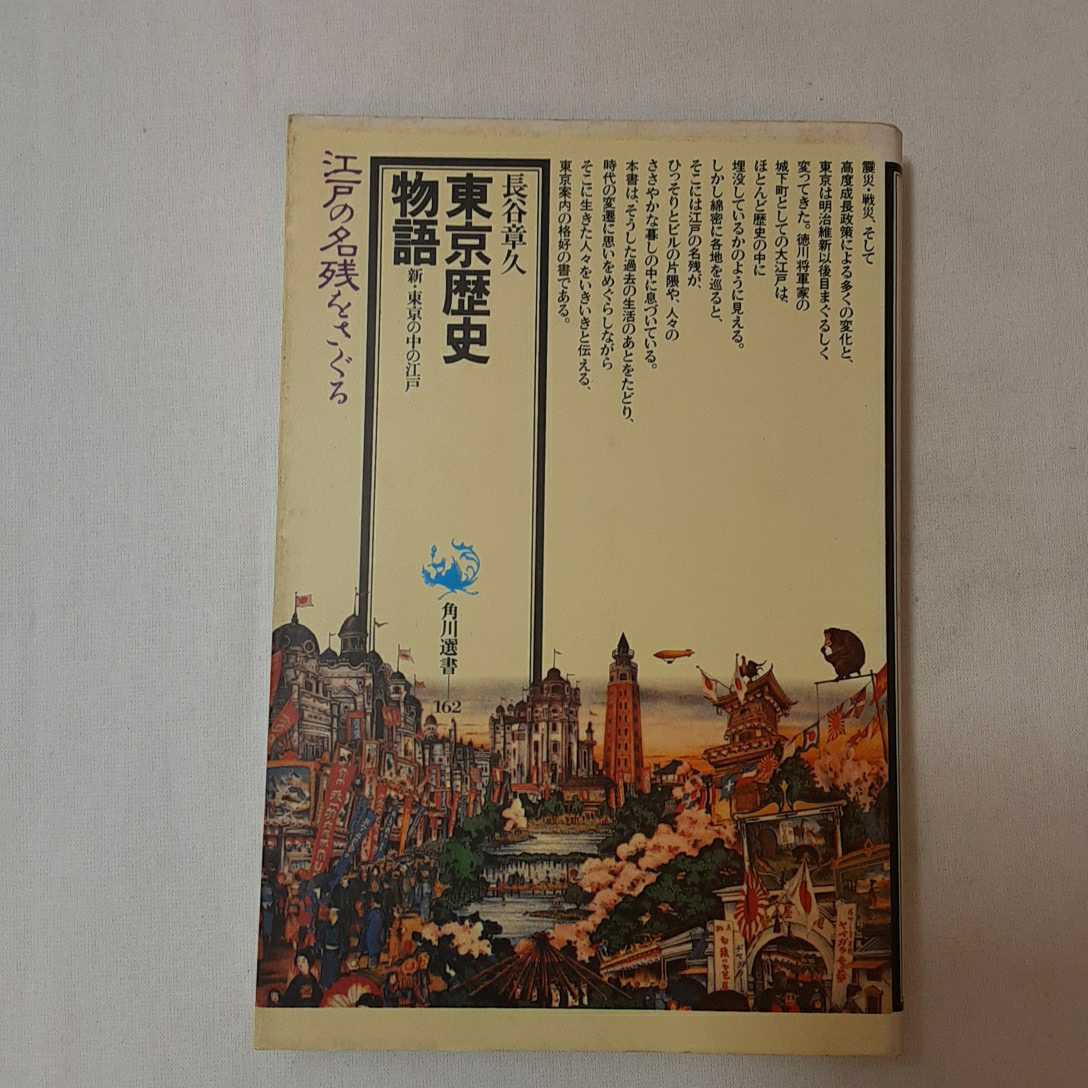 震災・戦災、そして
高度成長政策による多くの変化と、
東京は明治維新以後目まぐるしく
変ってきた。徳川将軍家の
城下町としての大江戸は、
ほとんど歴史の中に
埋没しているかのように見える。
しかし綿密に各地を巡ると、
そこには江戸の名残が、
ひっそりとビルの片隅や、人々の
ささやかな暮しの中に息づいている。
本書は、そうした過去の生活のあとをたどり、
時代の変遷に思いをめぐらしながら
そこに生きた人々をいきいきと伝える、
東京案内の格好の書である。
長谷章久
東京歴史
物語
新・東京の中の江戸
角川選書
162
江戸の名残をさぐる